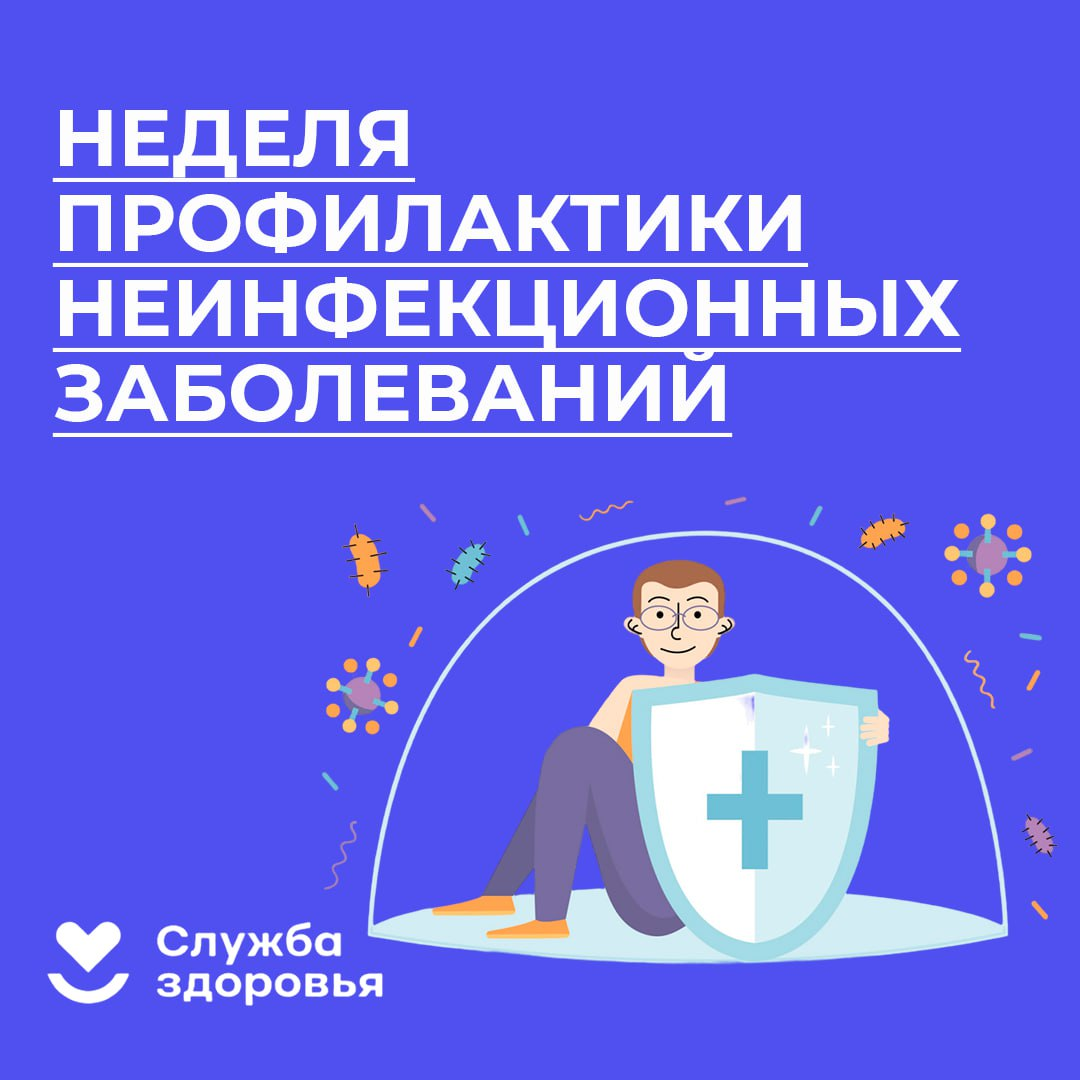 НЕДЕЛЯ
ПРОФИЛАКТИКИ
НЕИНФЕКЦИОННЫХ
ЗАБОЛЕВАНИЙ
Служба
здоровья